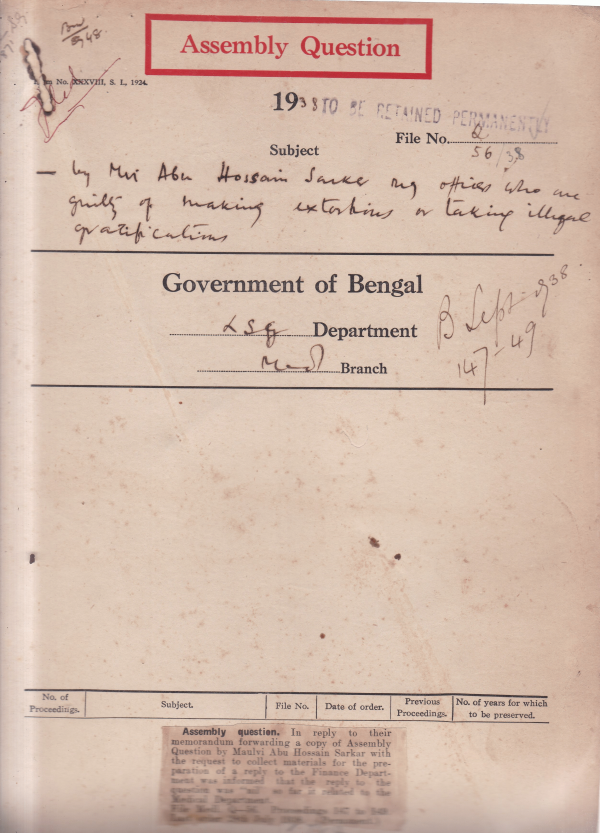 Assembly Question
No. XXXVIII, S. L., 1924.
1938 TO BE RETAINED PERMANENTLY
File No. Q
56/38
Subject
— by Mvi Abu Hossain Sarkar reg officers who are
guilty of making extortions or taking illegal
gratifications
Government of Bengal
L S G Department
Med Branch
B Sept 1938
147-49
No. of Proceedings.
Subject.
File No.
Date of order.
Previous Proceedings.
No. of years for which to be preserved.
Assembly question. In reply to their
memorandum forwarding a copy of Assembly
Question by Maulvi Abu Hossain Sarkar with
the request to collect materials for the pre-
paration of a reply to the Finance Depart-
ment was informed that the reply to the
question was "nil" so far it related to the
Medical Department.